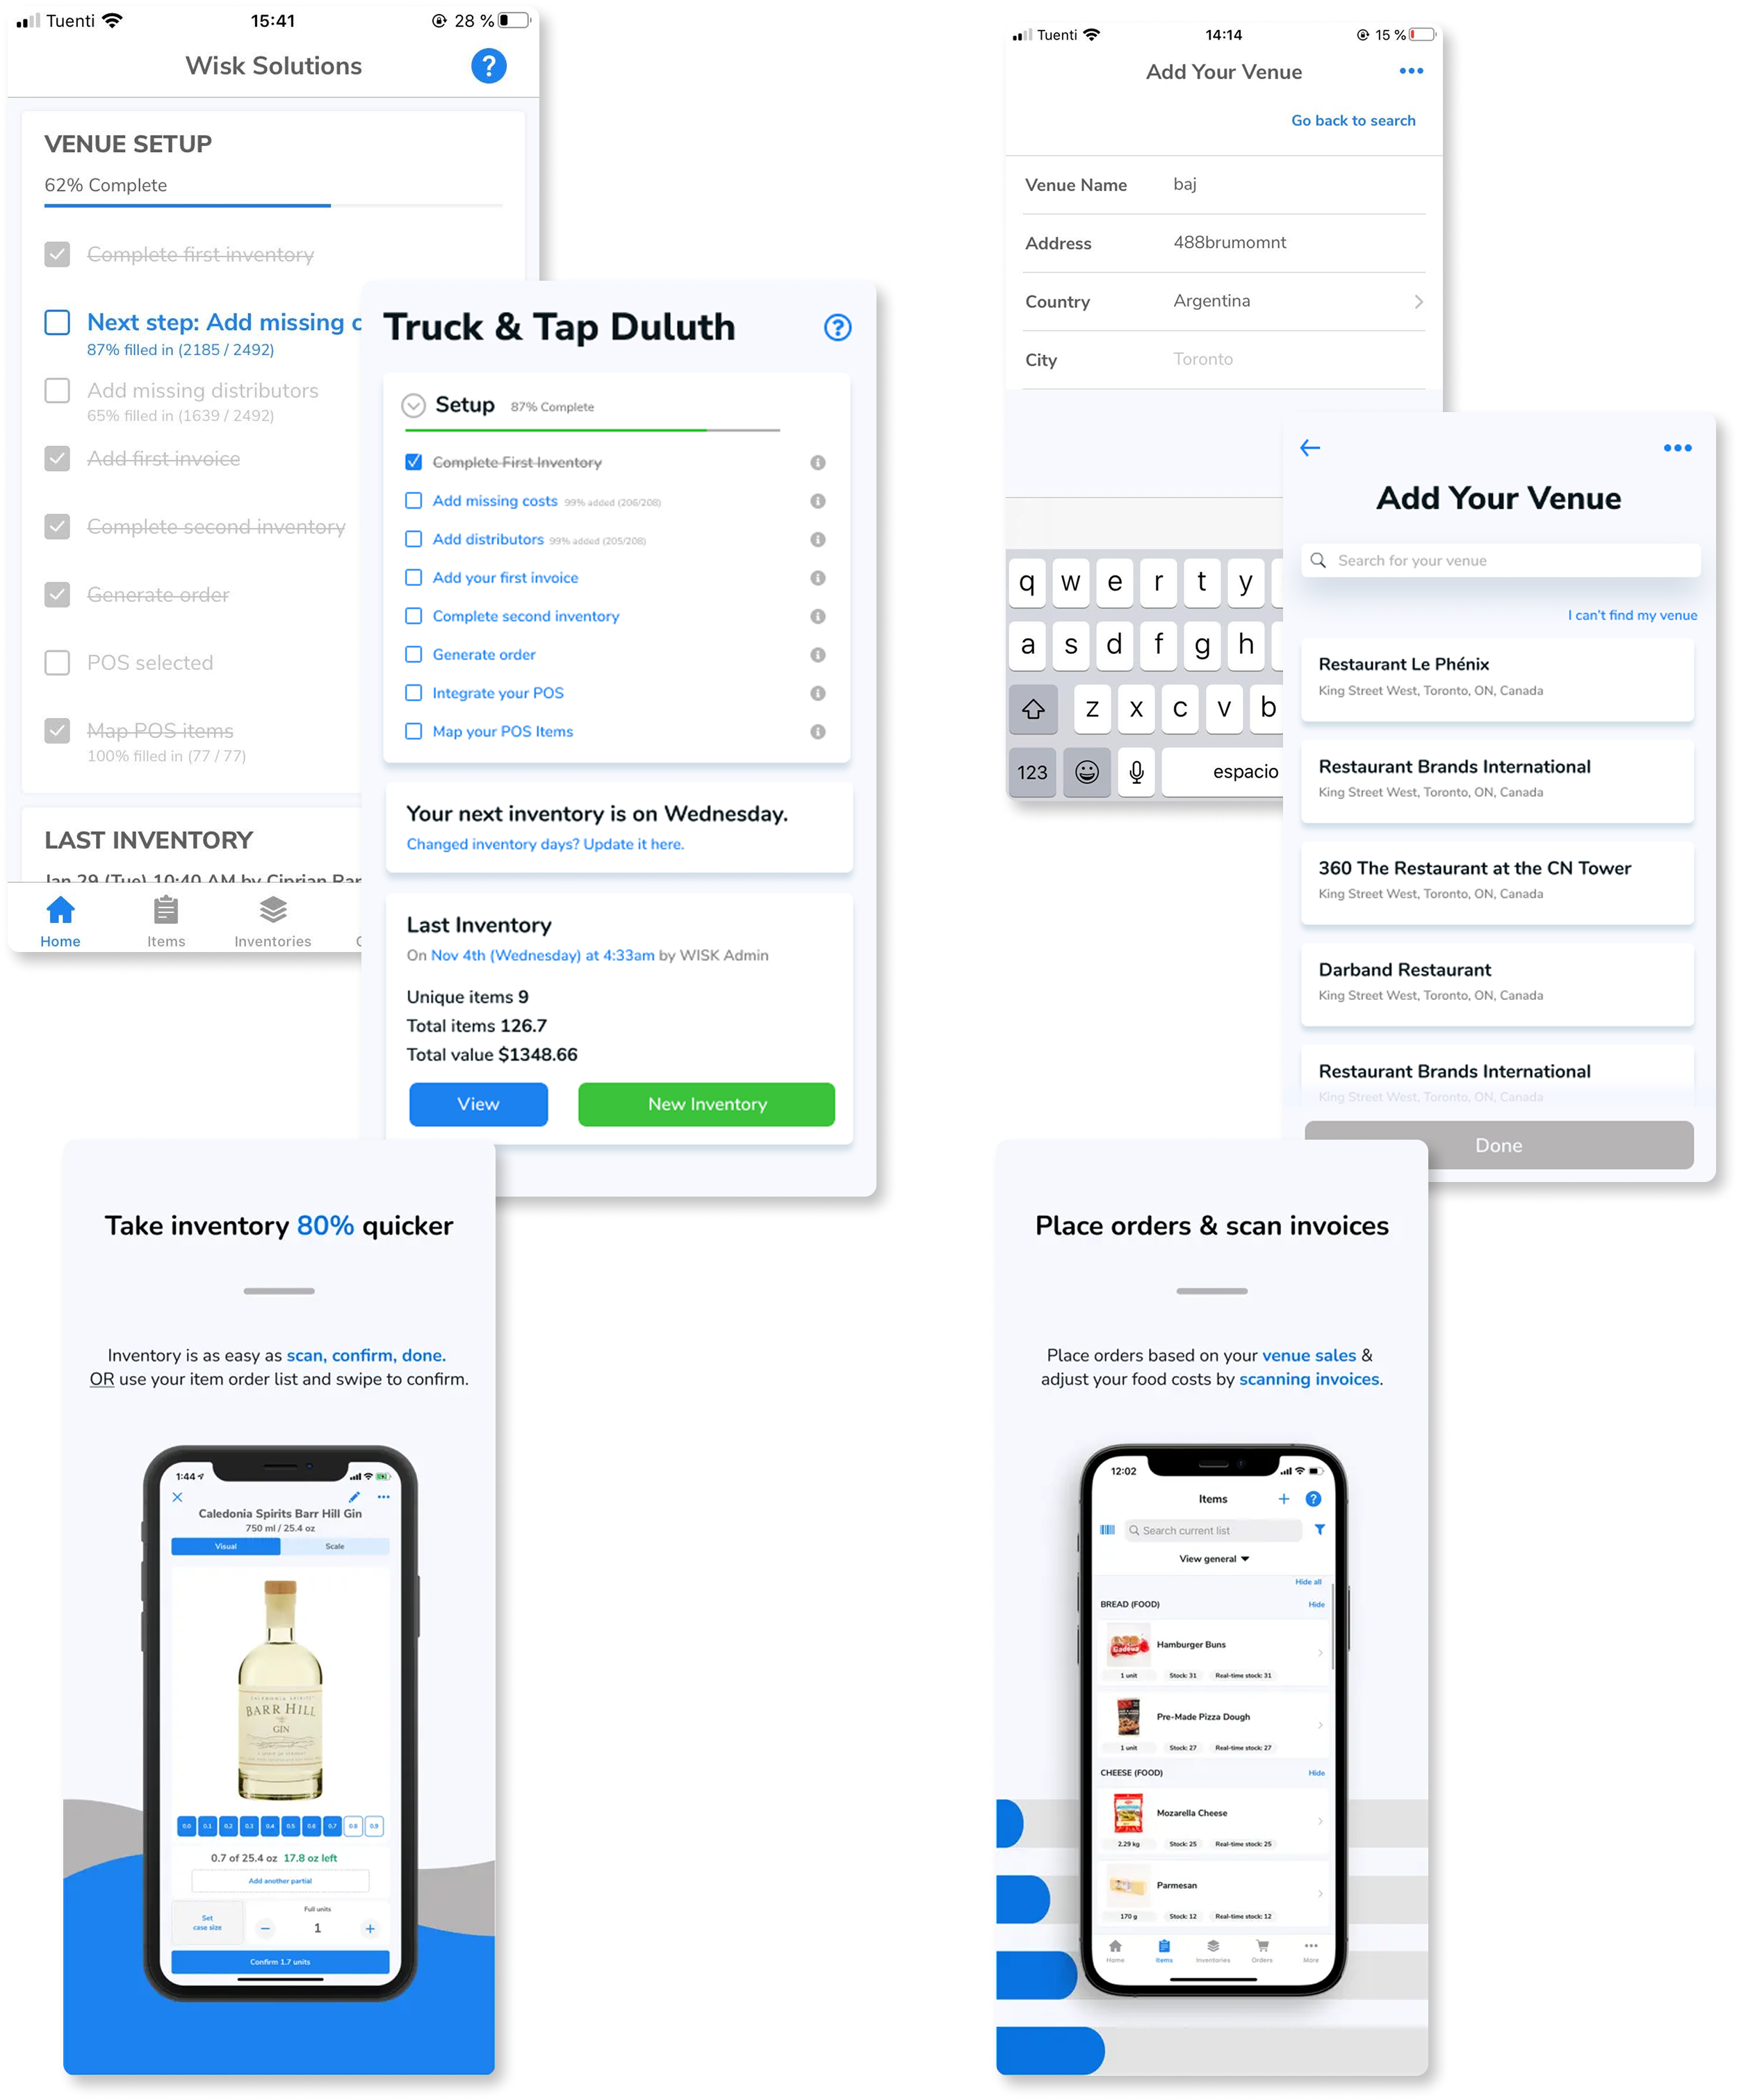 Tuenti 15:41 28 %
Wisk Solutions ?
VENUE SETUP
62% Complete
Complete first inventory
Next step: Add missing c
87% filled in (2185 / 2492)
Add missing distributors
65% filled in (1639 / 2492)
Add first invoice
Complete second inventory
Generate order
POS selected
Map POS items
100% filled in (77 / 77)
LAST INVENTORY
Jan 29 (Tue) 10:40 AM by Ciprian
Home Items Inventories
Truck & Tap Duluth ?
Setup 87% Complete
Complete First Inventory
Add missing costs 99% added (206/208)
Add distributors 99% added (205/208)
Add your first invoice
Complete second inventory
Generate order
Integrate your POS
Map your POS Items
Your next inventory is on Wednesday.
Changed inventory days? Update it here.
Last Inventory
On Nov 4th (Wednesday) at 4:33am by WISK Admin
Unique items 9
Total items 126.7
Total value $1348.66
View New Inventory
Tuenti 14:14 15 %
Add Your Venue
Go back to search
Venue Name baj
Address 488brumomnt
Country Argentina
City Toronto
q w e r t y
a s d f g h
z x c v b
123 espacio
Add Your Venue
Search for your venue
I can't find my venue
Restaurant Le Phénix
King Street West, Toronto, ON, Canada
Restaurant Brands International
King Street West, Toronto, ON, Canada
360 The Restaurant at the CN Tower
King Street West, Toronto, ON, Canada
Darband Restaurant
King Street West, Toronto, ON, Canada
Restaurant Brands International
King Street West, Toronto, ON, Canada
Done
Take inventory 80% quicker
Inventory is as easy as scan, confirm, done.
OR use your item order list and swipe to confirm.
1:44
Caledonia Spirits Barr Hill Gin
750 ml / 25.4 oz
Visual Scale
CALEDONIA SPIRITS
BARR HILL
GIN
0.0 0.1 0.2 0.3 0.4 0.5 0.6 0.7 0.8 0.9
0.7 of 25.4 oz 17.8 oz left
Add another partial
Full units
Set
case size
1
Confirm 1.7 units
Place orders & scan invoices
Place orders based on your venue sales &
adjust your food costs by scanning invoices.
12:02
Items ?
Search current list
View general
Hide all
BREAD (FOOD) Hide
Hamburger Buns
1 unit Stock: 31 Real-time stock: 31
Pre-Made Pizza Dough
1 unit Stock: 27 Real-time stock: 27
CHEESE (FOOD) Hide
Mozarella Cheese
2.29 kg Stock: 25 Real-time stock: 25
Parmesan
170 g Stock: 12 Real-time stock: 12
Home Items Inventories Orders More